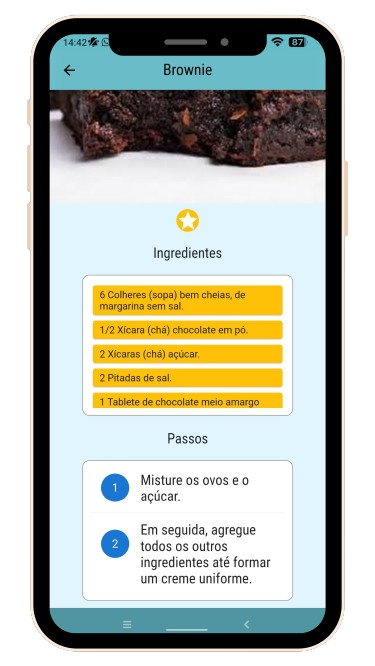 14:42
87
Brownie
Ingredientes
6 Colheres (sopa) bem cheias, de
margarina sem sal.
1/2 Xícara (chá) chocolate em pó.
2 Xícaras (chá) açúcar.
2 Pitadas de sal.
1 Tablete de chocolate meio amargo
Passos
1
Misture os ovos e o
açúcar.
2
Em seguida, agregue
todos os outros
ingredientes até formar
um creme uniforme.